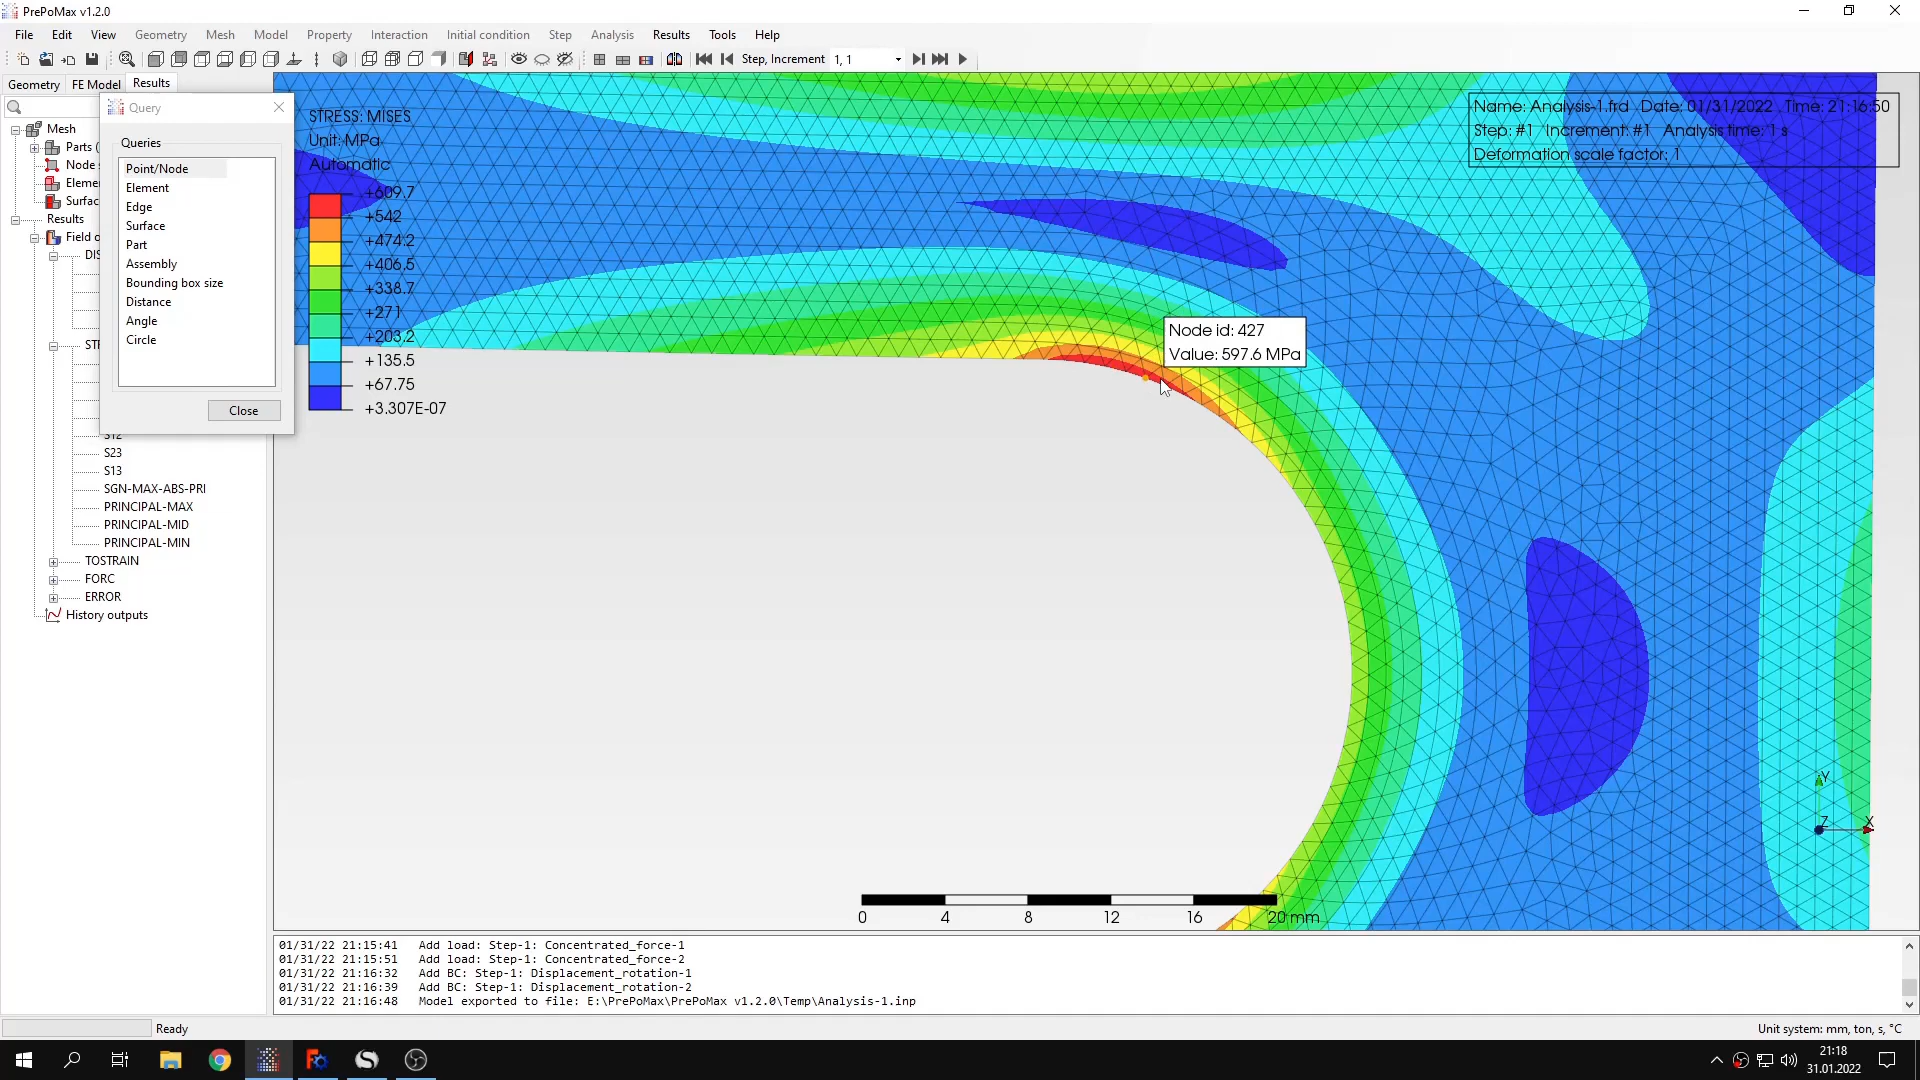 PrePoMax v1.2.0
File Edit View Geometry Mesh Model Property Interaction Initial condition Step Analysis Results Tools Help
Step, Increment 1, 1
Geometry FE Model Results
Query
Queries
Point/Node
Element
Edge
Surface
Part
Assembly
Bounding box size
Distance
Angle
Circle
Close
Mesh
Parts (
Node s
Elemer
Surfac
Results
Field o
DIS
STR
S12
S23
S13
SGN-MAX-ABS-PRI
PRINCIPAL-MAX
PRINCIPAL-MID
PRINCIPAL-MIN
TOSTRAIN
FORC
ERROR
History outputs
STRESS: MISES
Unit: MPa
Automatic
+609.7
+542
+474.2
+406.5
+338.7
+271
+203.2
+135.5
+67.75
+3.307E-07
Name: Analysis-1.frd Date: 01/31/2022 Time: 21:16:50
Step: #1 Increment: #1 Analysis time: 1 s
Deformation scale factor: 1
Node id: 427
Value: 597.6 MPa
Y
Z X
0 4 8 12 16 20 mm
01/31/22 21:15:41 Add load: Step-1: Concentrated_force-1
01/31/22 21:15:51 Add load: Step-1: Concentrated_force-2
01/31/22 21:16:32 Add BC: Step-1: Displacement_rotation-1
01/31/22 21:16:39 Add BC: Step-1: Displacement_rotation-2
01/31/22 21:16:48 Model exported to file: E:\PrePoMax\PrePoMax v1.2.0\Temp\Analysis-1.inp
Ready
Unit system: mm, ton, s, °C
21:18
31.01.2022